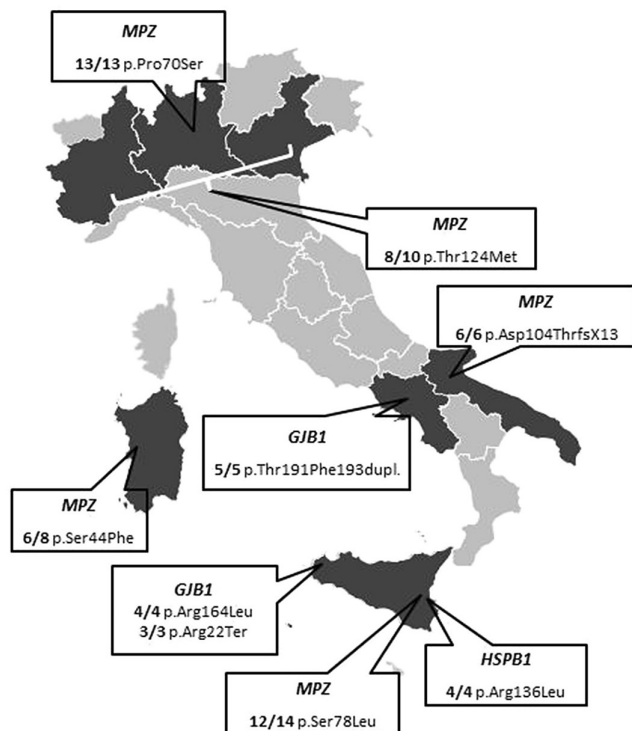 MPZ
13/13 p.Pro70Ser
MPZ
8/10 p.Thr124Met
MPZ
6/6 p.Asp104ThrfsX13
GJB1
5/5 p.Thr191Phe193dupl.
MPZ
6/8 p.Ser44Phe
GJB1
4/4 p.Arg164Leu
3/3 p.Arg22Ter
HSPB1
4/4 p.Arg136Leu
MPZ
12/14 p.Ser78Leu